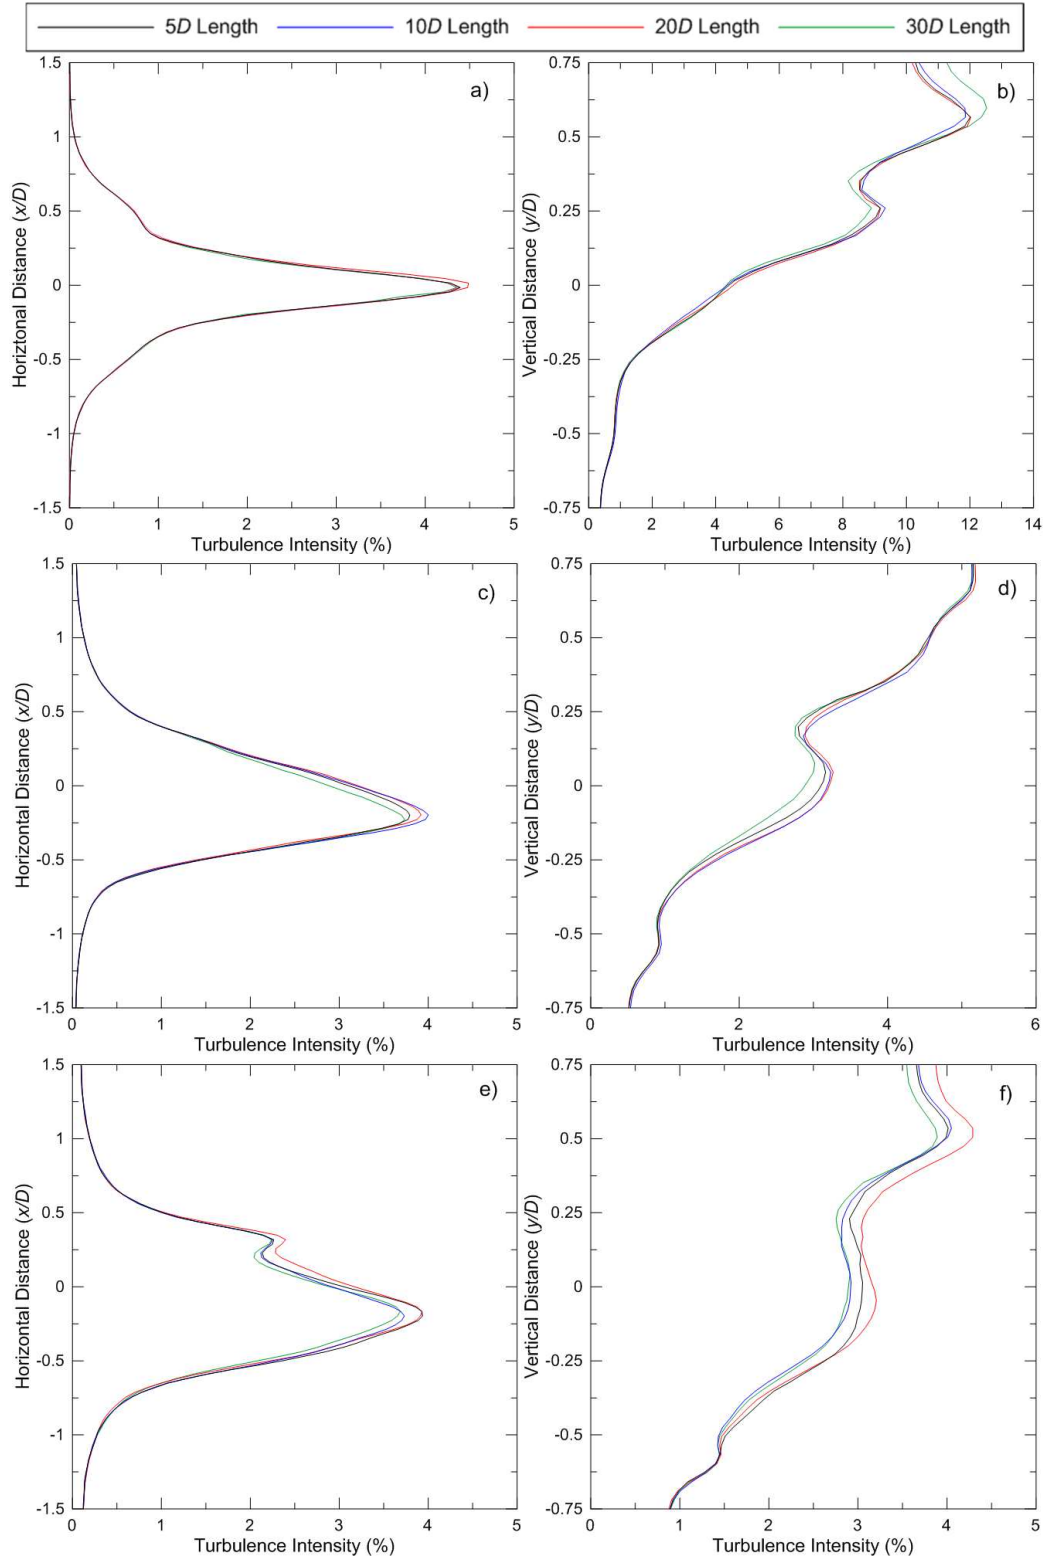 5D Length 10D Length 20D Length 30D Length
a)
Horiztonal Distance (x/D)
1.5
1
0.5
0
-0.5
-1
-1.5
0 1 2 3 4 5
Turbulence Intensity (%)
b)
Vertical Distance (y/D)
0.75
0.5
0.25
0
-0.25
-0.5
-0.75
0 2 4 6 8 10 12 14
Turbulence Intensity (%)
c)
Horizontal Distance (x/D)
1.5
1
0.5
0
-0.5
-1
-1.5
0 1 2 3 4 5
Turbulence Intensity (%)
d)
Vertical Distance (y/D)
0.75
0.5
0.25
0
-0.25
-0.5
-0.75
0 2 4 6
Turbulence Intensity (%)
e)
Horizontal Distance (x/D)
1.5
1
0.5
0
-0.5
-1
-1.5
0 1 2 3 4 5
Turbulence Intensity (%)
f)
Vertical Distance (y/D)
0.75
0.5
0.25
0
-0.25
-0.5
-0.75
0 1 2 3 4 5
Turbulence Intensity (%)